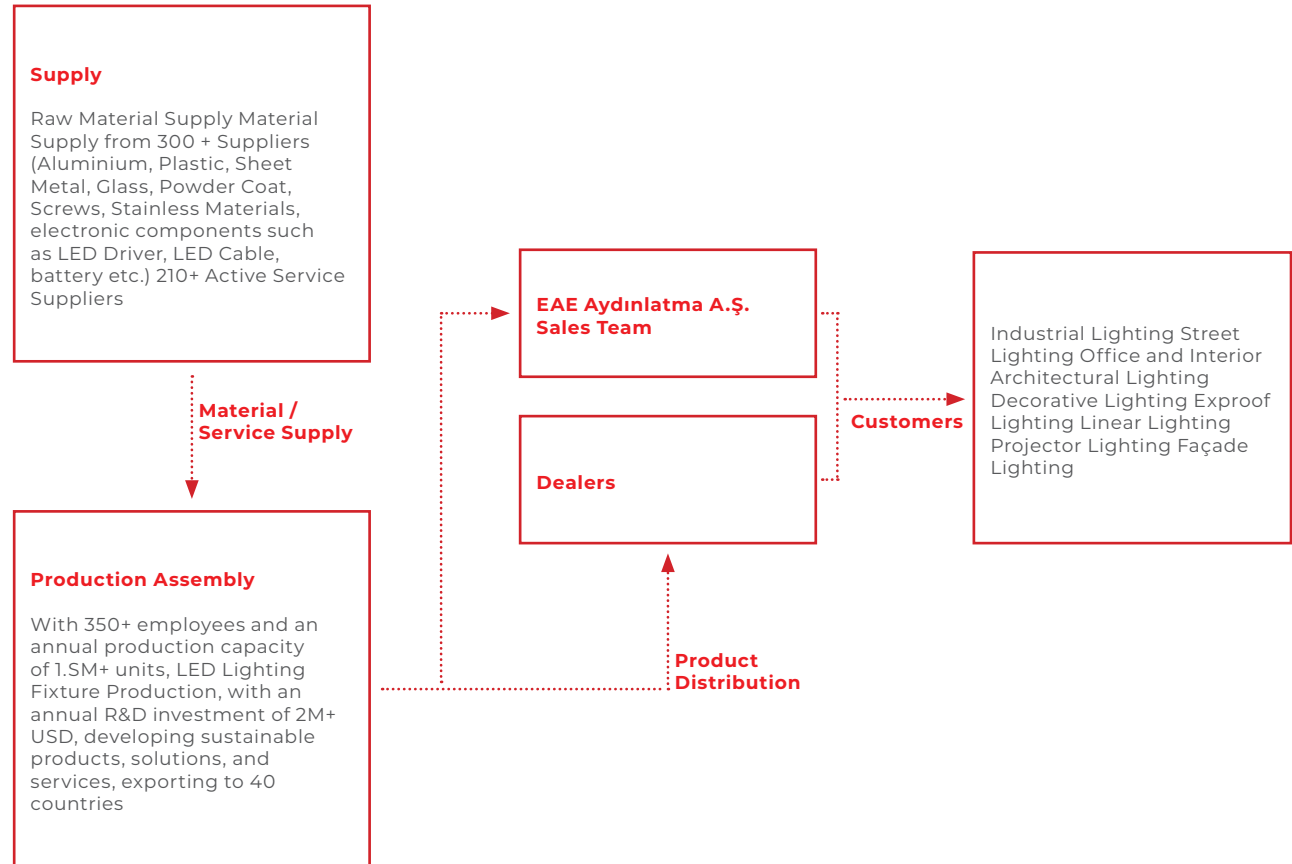 Supply
Raw Material Supply Material
Supply from 300 + Suppliers
(Aluminium, Plastic, Sheet
Metal, Glass, Powder Coat,
Screws, Stainless Materials,
electronic components such
as LED Driver, LED Cable,
battery etc.) 210+ Active Service
Suppliers
Material /
Service Supply
Production Assembly
With 350+ employees and an
annual production capacity
of 1.SM+ units, LED Lighting
Fixture Production, with an
annual R&D investment of 2M+
USD, developing sustainable
products, solutions, and
services, exporting to 40
countries
EAE Aydınlatma A.Ş.
Sales Team
Dealers
Product
Distribution
Customers
Industrial Lighting Street
Lighting Office and Interior
Architectural Lighting
Decorative Lighting Exproof
Lighting Linear Lighting
Projector Lighting Façade
Lighting